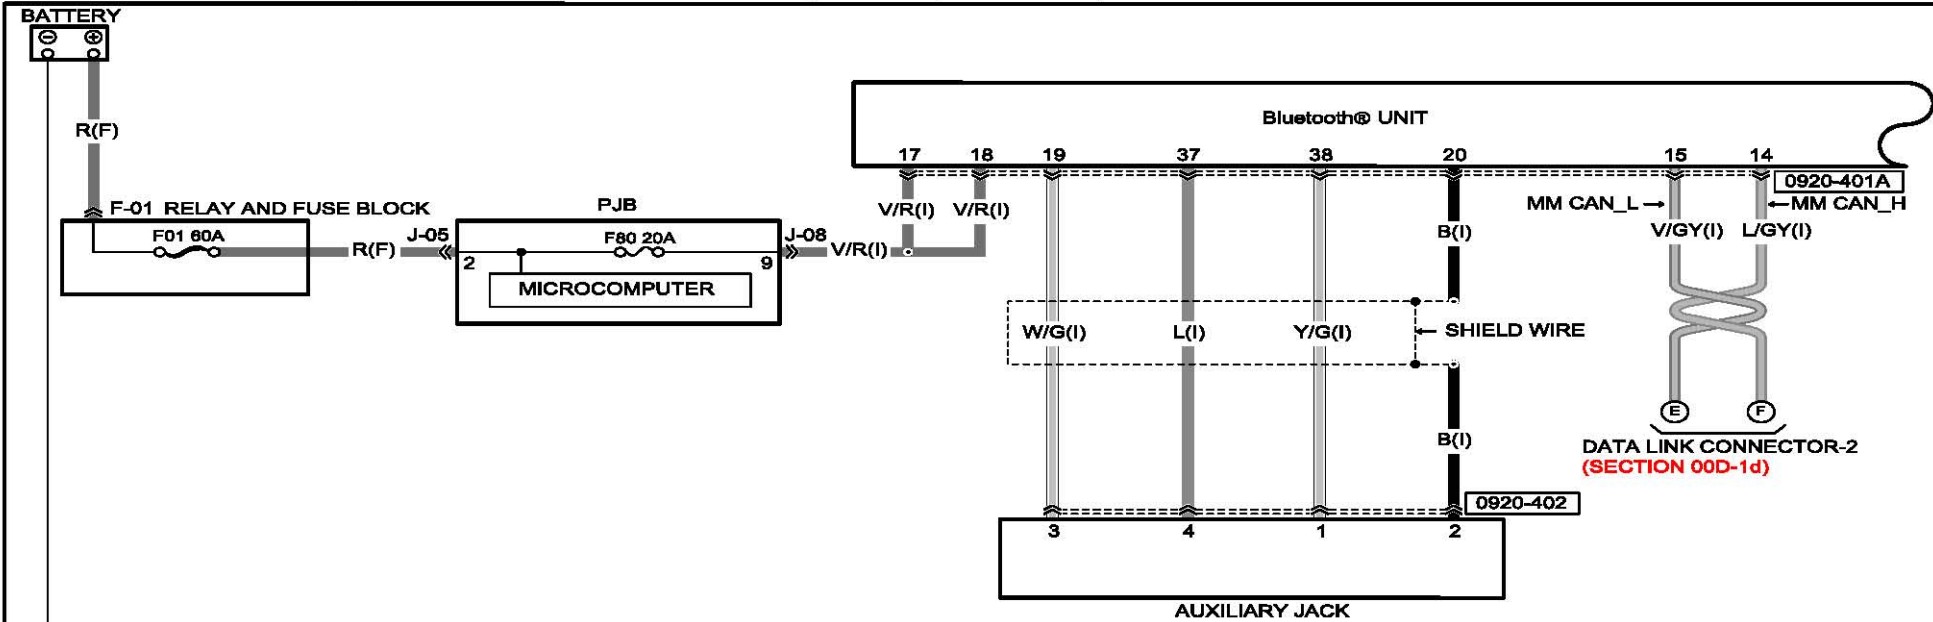 BATTERY
R(F)
F-01 RELAY AND FUSE BLOCK
F01 60A
R(F)
J-05
PJB
2
F80 20A
9
MICROCOMPUTER
J-08
V/R(I)
Bluetooth® UNIT
17 18 19 37 38 20 15 14
0920-401A
V/R(I) V/R(I)
MM CAN_L
MM CAN_H
B(I)
V/GY(I) L/GY(I)
W/G(I) L(I) Y/G(I)
SHIELD WIRE
E F
B(I)
DATA LINK CONNECTOR-2
(SECTION 00D-1d)
0920-402
3 4 1 2
AUXILIARY JACK